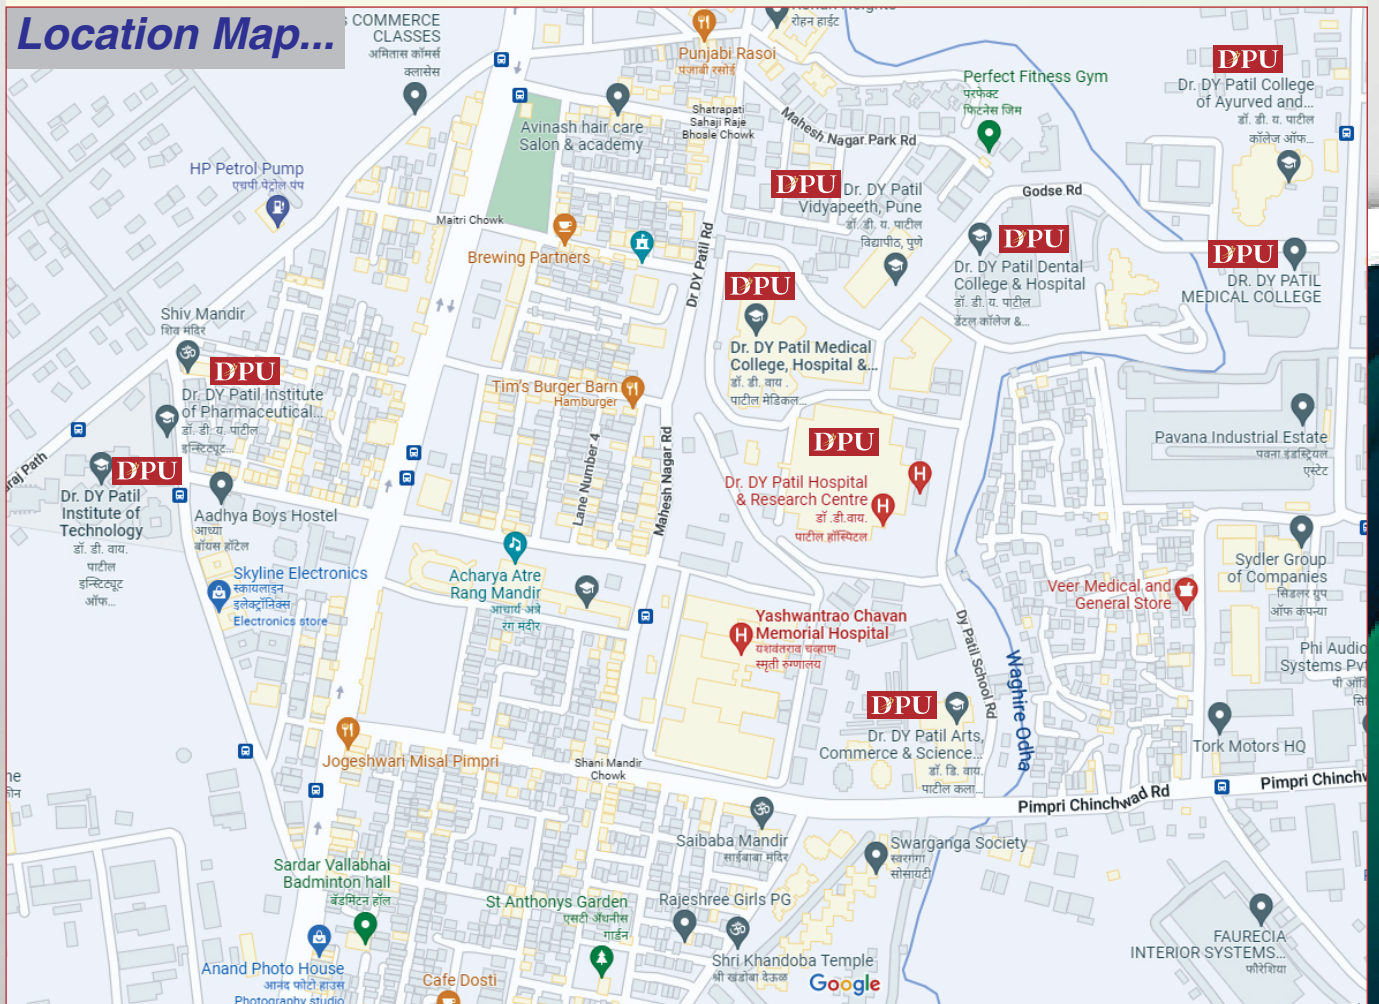 Location Map...
COMMERCE
CLASSES
अमितास कॉमर्स
क्लासेस
Punjabi Rasoi
पंजाबी रसोई
रोहन हाईट
Perfect Fitness Gym
परफेक्ट
फिटनेस जिम
DPU
Dr. DY Patil College
of Ayurved and...
डॉ. डी. य. पाटील
कॉलेज ऑफ...
Shatrapati
Sahaji Raje
Bhosle Chowk
Mahesh Nagar Park Rd
Avinash hair care
Salon & academy
HP Petrol Pump
एचपी पेट्रोल पंप
Maitri Chowk
Brewing Partners
DPU
Dr. DY Patil
Vidyapeeth, Pune
डॉ. डी. य. पाटील
विद्यापीठ, पुणे
Godse Rd
DPU
Dr. DY Patil Dental
College & Hospital
डॉ. डी. य. पाटील
डेंटल कॉलेज &...
DPU
DR. DY PATIL
MEDICAL COLLEGE
Dr DY Patil Rd
DPU
Dr. DY Patil Medical
College, Hospital &...
डॉ. डी. वाय .
पाटील मेडिकल...
Shiv Mandir
शिव मंदिर
DPU
Dr. DY Patil Institute
of Pharmaceutical...
डॉ. डी. य. पाटील
इन्स्टिट्यूट...
Tim's Burger Barn
Hamburger
Lane Number 4
Mahesh Nagar Rd
DPU
Dr. DY Patil Hospital
& Research Centre
डॉ .डी.वाय.
पाटील हॉस्पिटल
Pavana Industrial Estate
पवना इंडस्ट्रियल
एस्टेट
araj Path
DPU
Dr. DY Patil
Institute of
Technology
डॉ. डी. वाय.
पाटील
इन्स्टिट्यूट
ऑफ...
Aadhya Boys Hostel
आध्या
बॉयस हॉटेल
Skyline Electronics
स्कायलाइन
इलेक्ट्रॉनिक्स
Electronics store
Acharya Atre
Rang Mandir
आचार्य अत्रे
रंग मंदीर
Yashwantrao Chavan
Memorial Hospital
यशवंतराव चव्हाण
स्मृती रुग्णालय
Sydler Group
of Companies
सिडलर ग्रुप
ऑफ कंपन्या
Veer Medical and
General Store
Dy Patil School Rd
Waghire Odha
Phi Audio
Systems Pvt
DPU
Dr. DY Patil Arts,
Commerce & Science...
डॉ. डि. वाय.
पाटील कला...
Tork Motors HQ
Jogeshwari Misal Pimpri
Shani Mandir
Chowk
Pimpri Chinchwad Rd
Pimpri Chinchw
Saibaba Mandir
साईबाबा मंदिर
Swarganga Society
स्वरगंगा
सोसायटी
Sardar Vallabhai
Badminton hall
बॅडमिंटन हॉल
St Anthonys Garden
एसटी अँथनीस
गार्डन
Rajeshree Girls PG
Shri Khandoba Temple
श्री खंडोबा देऊळ
Google
FAURECIA
INTERIOR SYSTEMS...
फौरेशिया
Anand Photo House
आनंद फोटो हाउस
Photography studio
Cafe Dosti